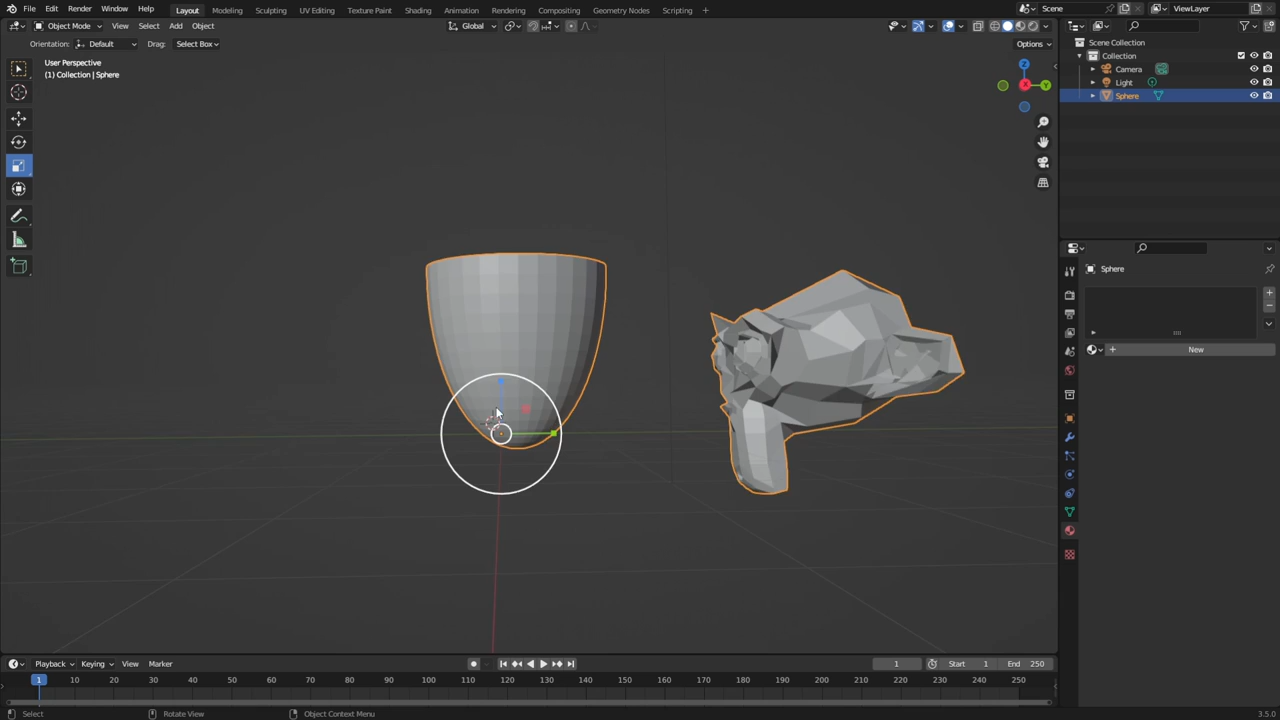 File Edit Render Window Help Layout Modeling Sculpting UV Editing Texture Paint Shading Animation Rendering Compositing Geometry Nodes Scripting + Scene ViewLayer
Object Mode View Select Add Object Global
Orientation: Default Drag: Select Box Options
User Perspective
(1) Collection | Sphere
Z
X
Y
Scene Collection
Collection
Camera
Light
Sphere
Sphere
New
Playback Keying View Marker 1 Start 1 End 250
1 10 20 30 40 50 60 70 80 90 100 110 120 130 140 150 160 170 180 190 200 210 220 230 240 250
Select Rotate View Object Context Menu 3.5.0